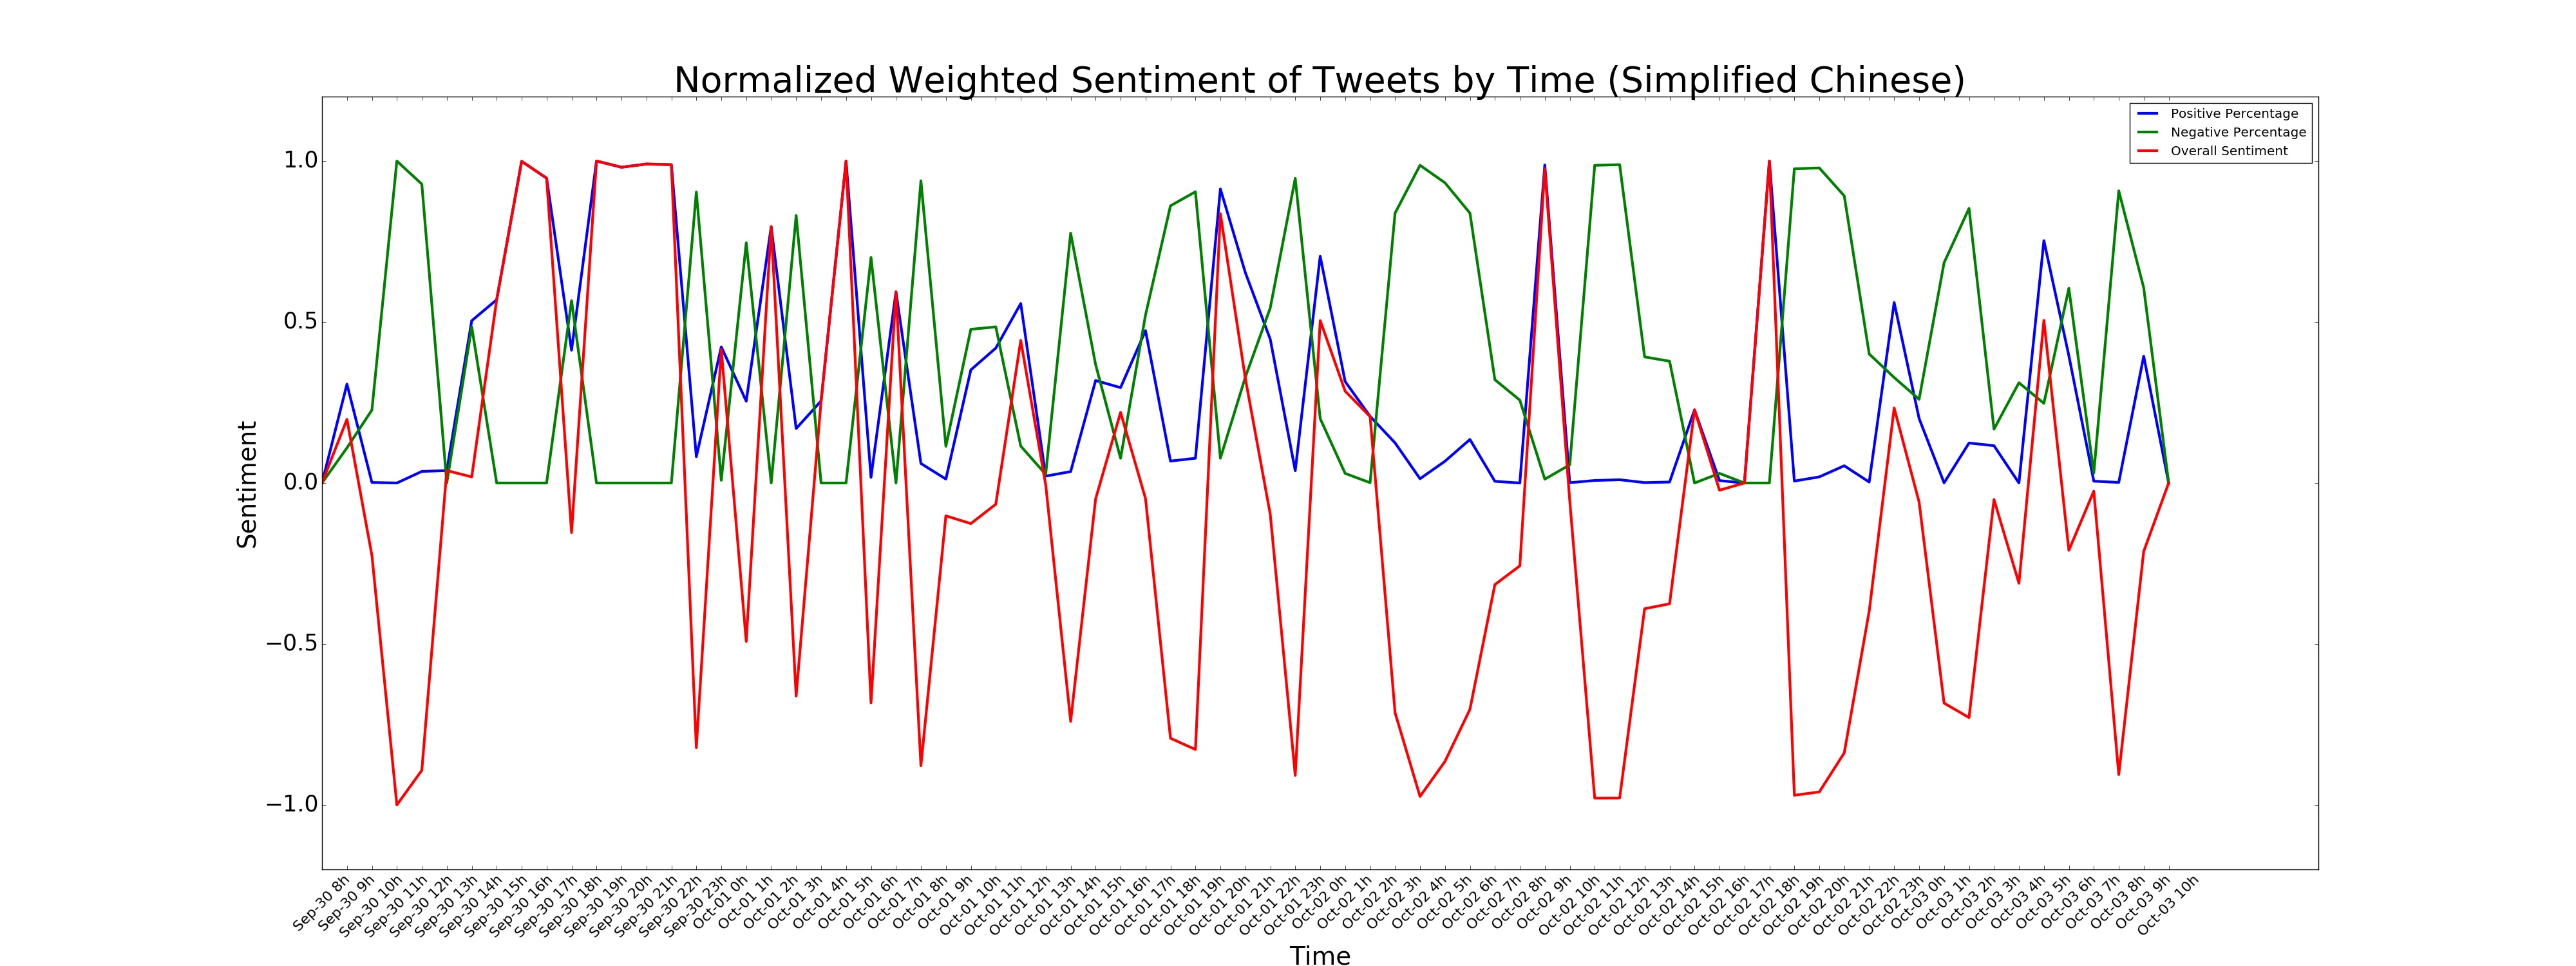 Normalized Weighted Sentiment of Tweets by Time (Simplified Chinese)
Positive Percentage
Negative Percentage
Overall Sentiment
1.0
0.5
0.0
−0.5
−1.0
Sentiment
Sep-30 8h
Sep-30 9h
Sep-30 10h
Sep-30 11h
Sep-30 12h
Sep-30 13h
Sep-30 14h
Sep-30 15h
Sep-30 16h
Sep-30 17h
Sep-30 18h
Sep-30 19h
Sep-30 20h
Sep-30 21h
Sep-30 22h
Sep-30 23h
Oct-01 0h
Oct-01 1h
Oct-01 2h
Oct-01 3h
Oct-01 4h
Oct-01 5h
Oct-01 6h
Oct-01 7h
Oct-01 8h
Oct-01 9h
Oct-01 10h
Oct-01 11h
Oct-01 12h
Oct-01 13h
Oct-01 14h
Oct-01 15h
Oct-01 16h
Oct-01 17h
Oct-01 18h
Oct-01 19h
Oct-01 20h
Oct-01 21h
Oct-01 22h
Oct-01 23h
Oct-02 0h
Oct-02 1h
Oct-02 2h
Oct-02 3h
Oct-02 4h
Oct-02 5h
Oct-02 6h
Oct-02 7h
Oct-02 8h
Oct-02 9h
Oct-02 10h
Oct-02 11h
Oct-02 12h
Oct-02 13h
Oct-02 14h
Oct-02 15h
Oct-02 16h
Oct-02 17h
Oct-02 18h
Oct-02 19h
Oct-02 20h
Oct-02 21h
Oct-02 22h
Oct-02 23h
Oct-03 0h
Oct-03 1h
Oct-03 2h
Oct-03 3h
Oct-03 4h
Oct-03 5h
Oct-03 6h
Oct-03 7h
Oct-03 8h
Oct-03 9h
Oct-03 10h
Time